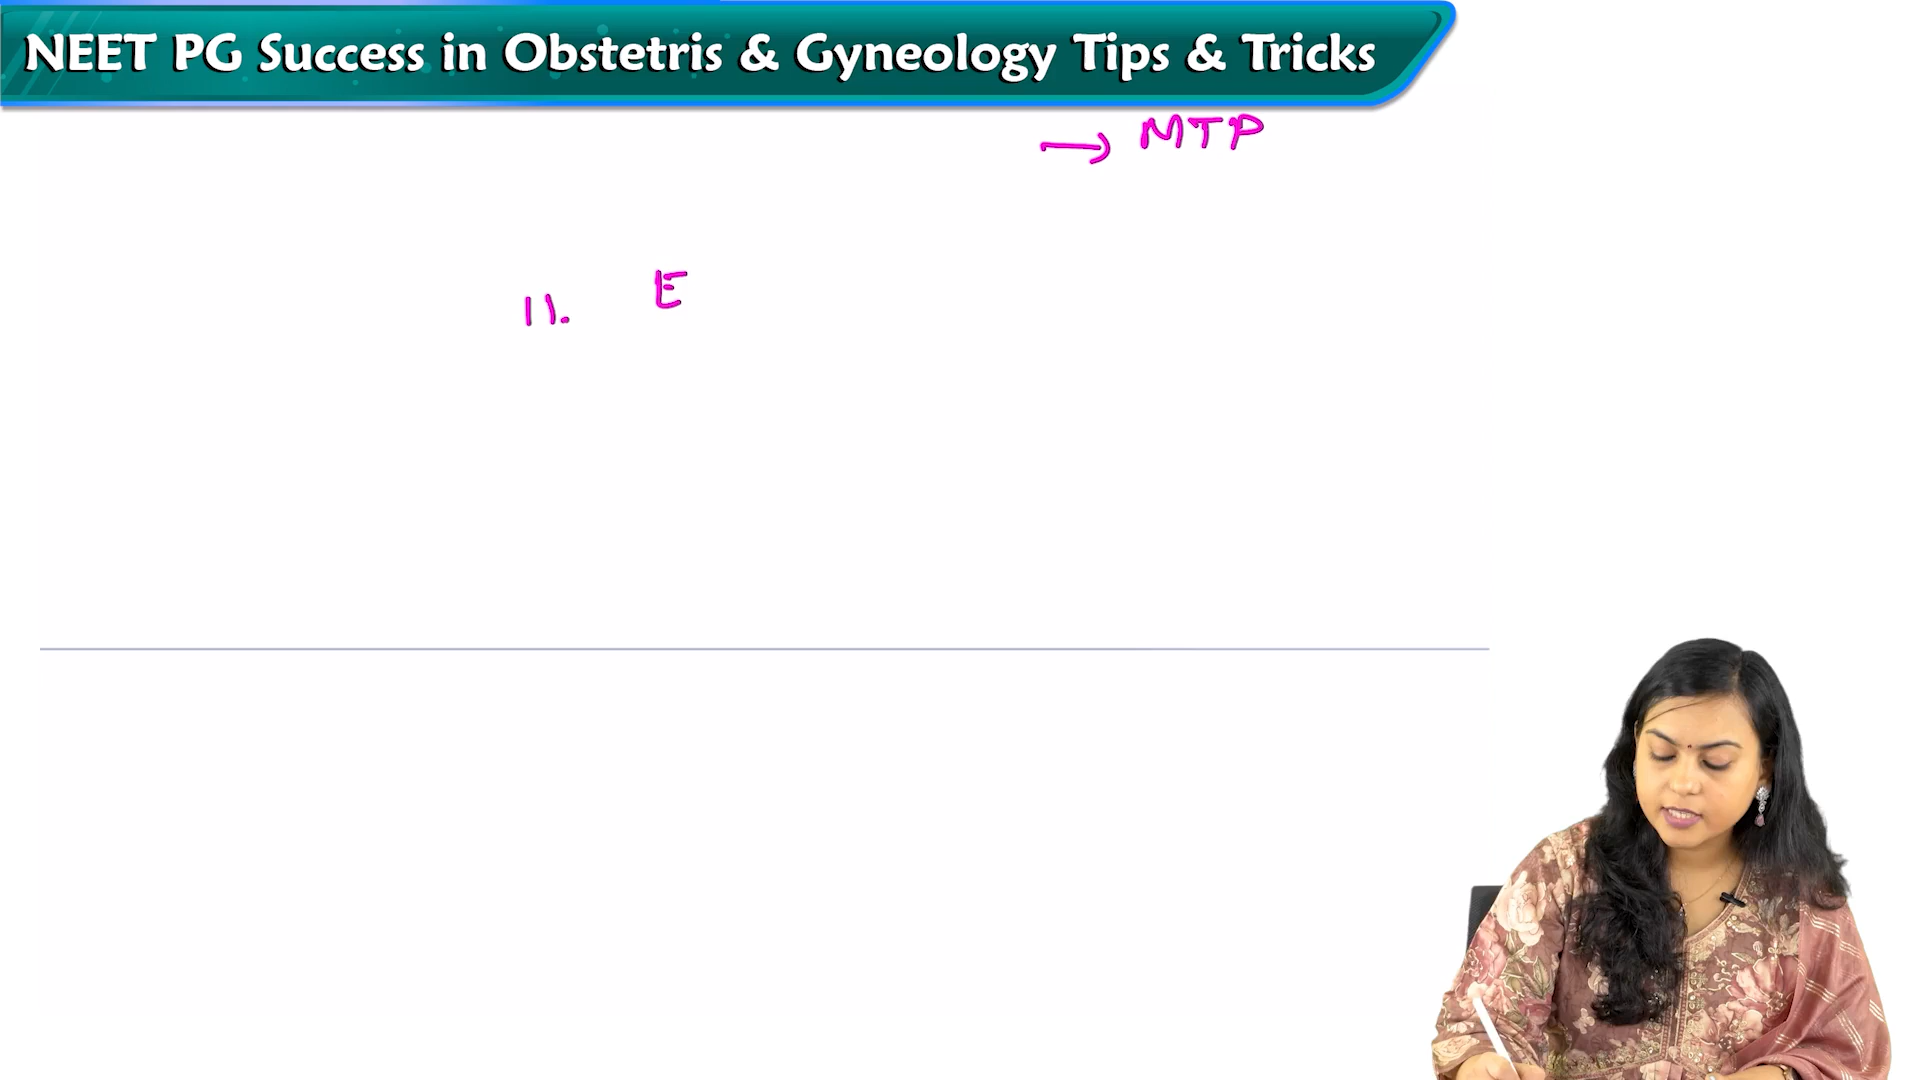 NEET PG Success in Obstetris & Gyneology Tips & Tricks
→ MTP
11. E